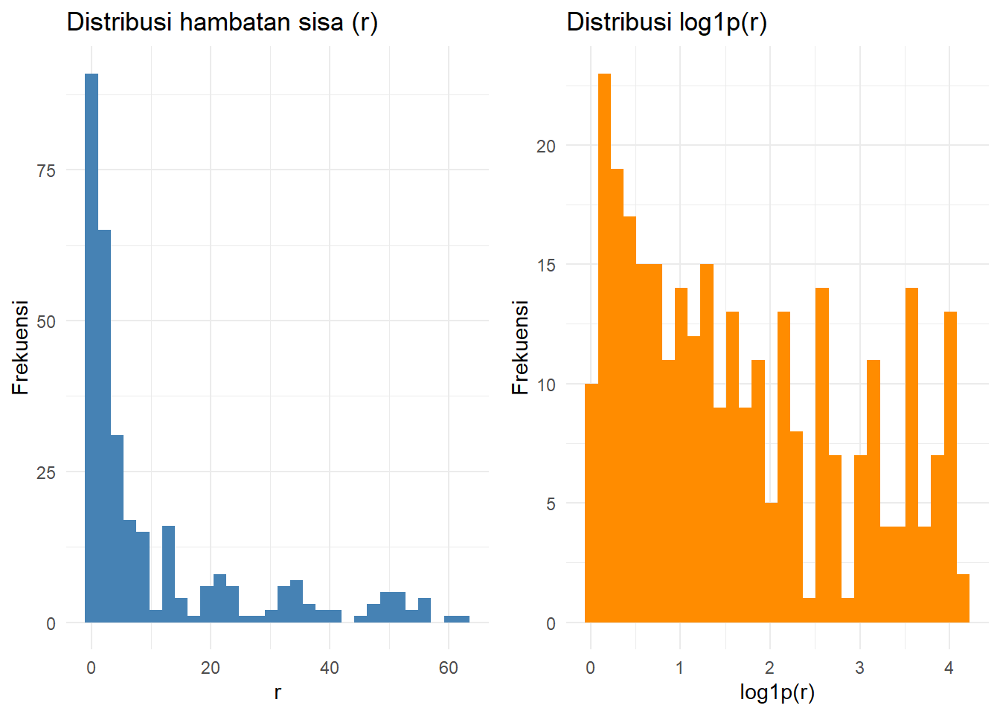 Distribusi hambatan sisa (r)
Frekuensi
75
50
25
0
0 20 40 60
r
Distribusi log1p(r)
Frekuensi
20
15
10
5
0
0 1 2 3 4
log1p(r)